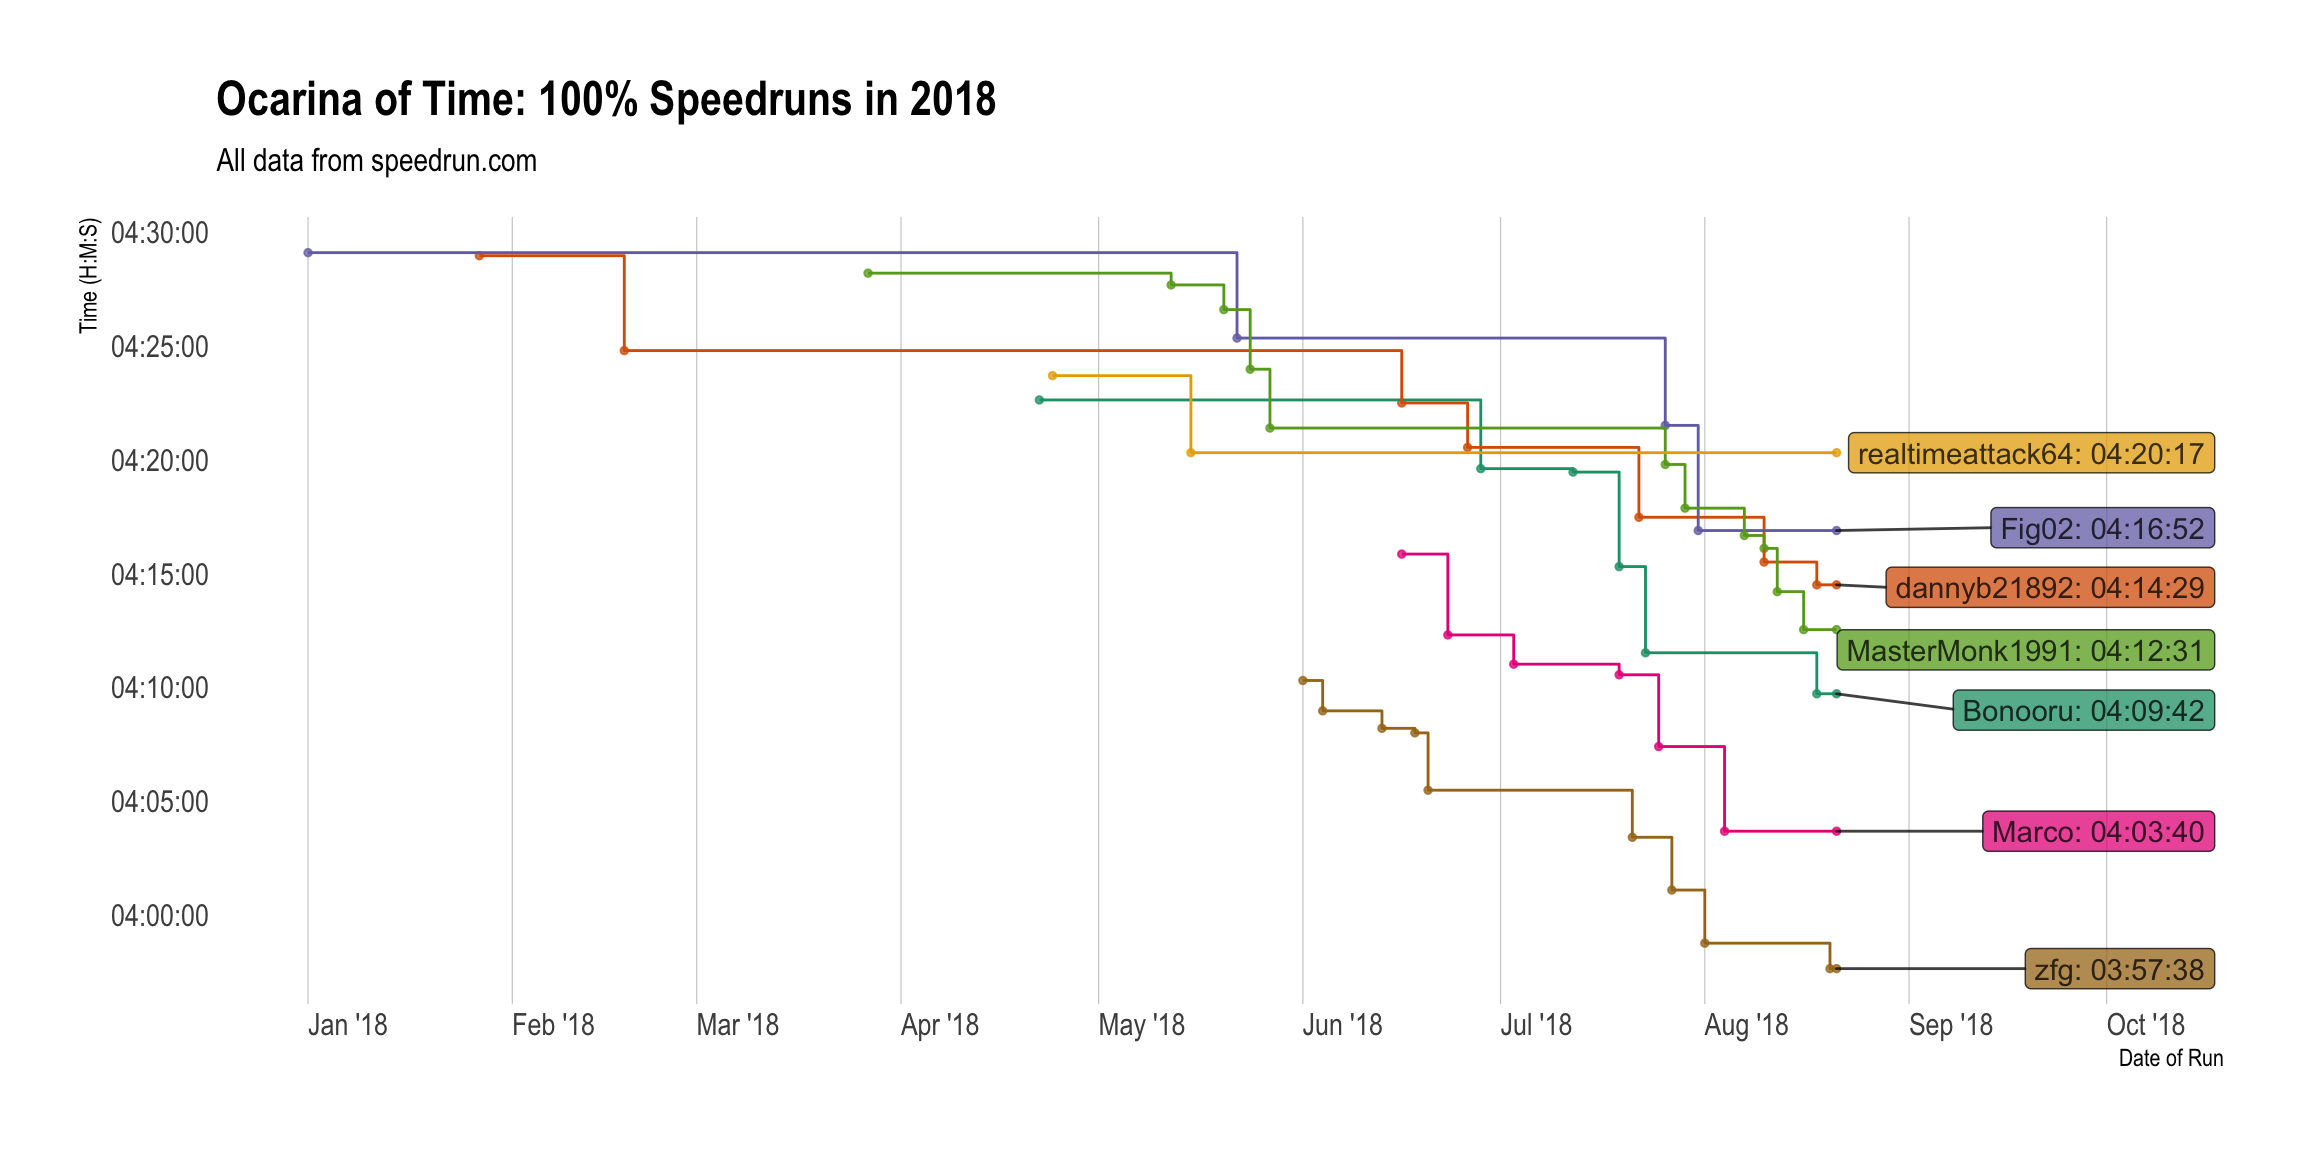 Ocarina of Time: 100% Speedruns in 2018
All data from speedrun.com
Time (H:M:S)
04:30:00
04:25:00
04:20:00
04:15:00
04:10:00
04:05:00
04:00:00
realtimeattack64: 04:20:17
Fig02: 04:16:52
dannyb21892: 04:14:29
MasterMonk1991: 04:12:31
Bonooru: 04:09:42
Marco: 04:03:40
zfg: 03:57:38
Jan '18 Feb '18 Mar '18 Apr '18 May '18 Jun '18 Jul '18 Aug '18 Sep '18 Oct '18
Date of Run